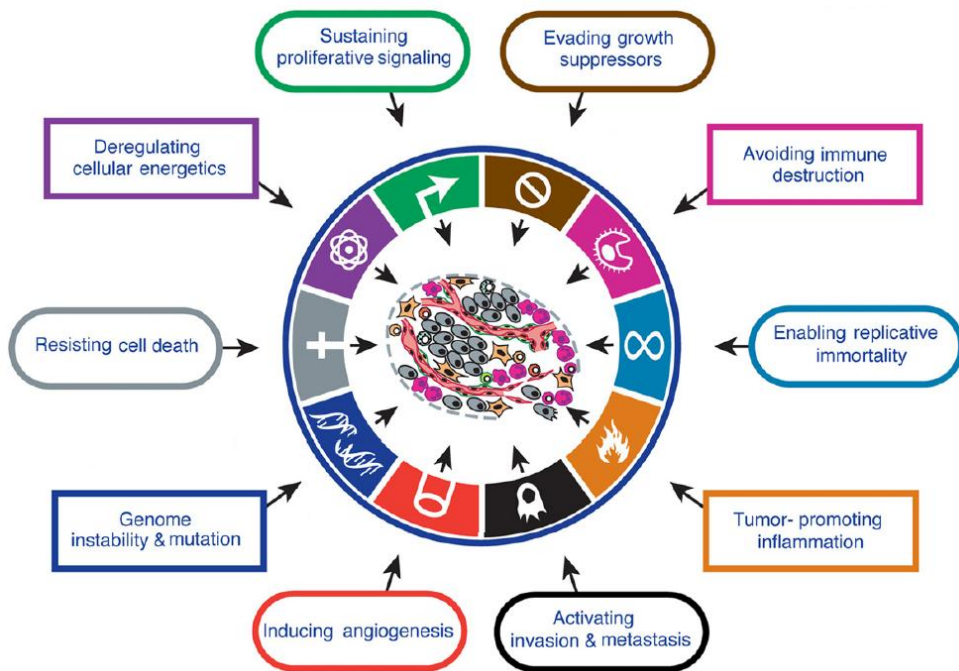 Sustaining
proliferative signaling
Evading growth
suppressors
Deregulating
cellular energetics
Avoiding immune
destruction
Resisting cell death
Enabling replicative
immortality
Genome
instability & mutation
Tumor- promoting
inflammation
Inducing angiogenesis
Activating
invasion & metastasis